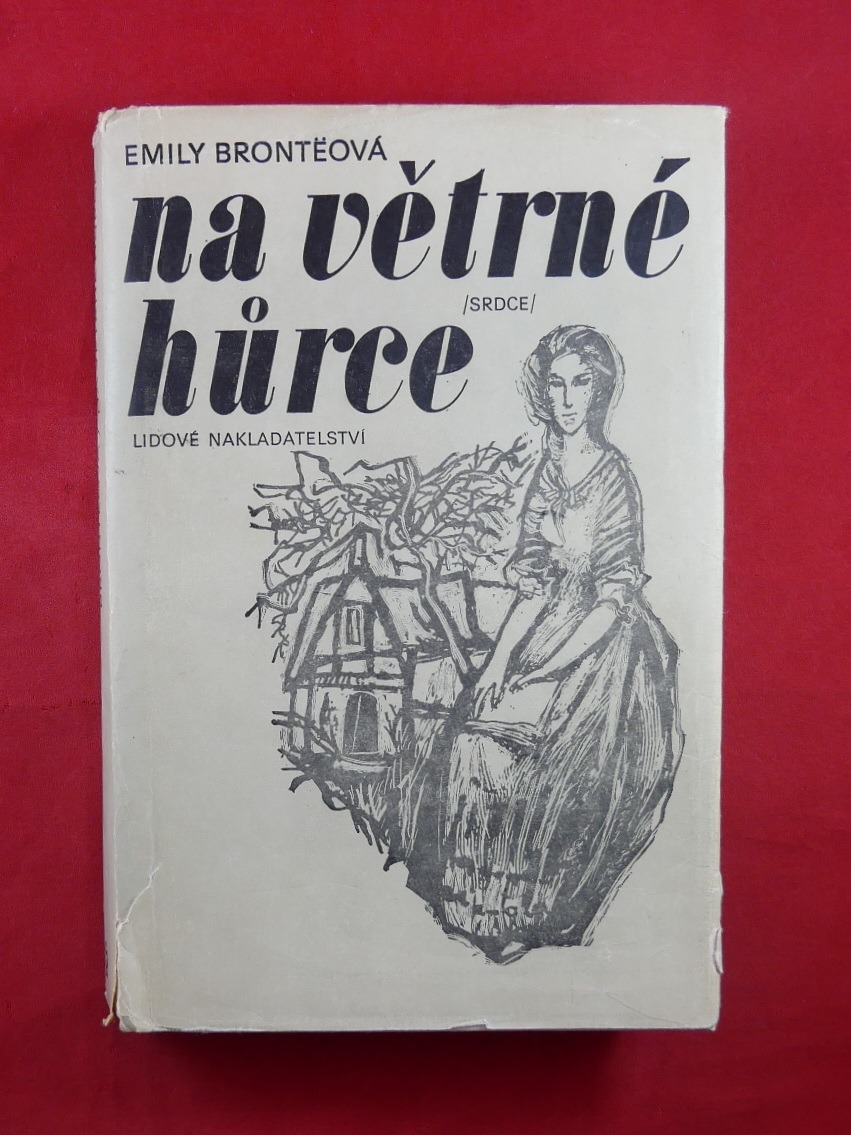 EMILY BRONTËOVÁ
na větrné
hůrce
/SRDCE/
LIDOVÉ NAKLADATELSTVÍ